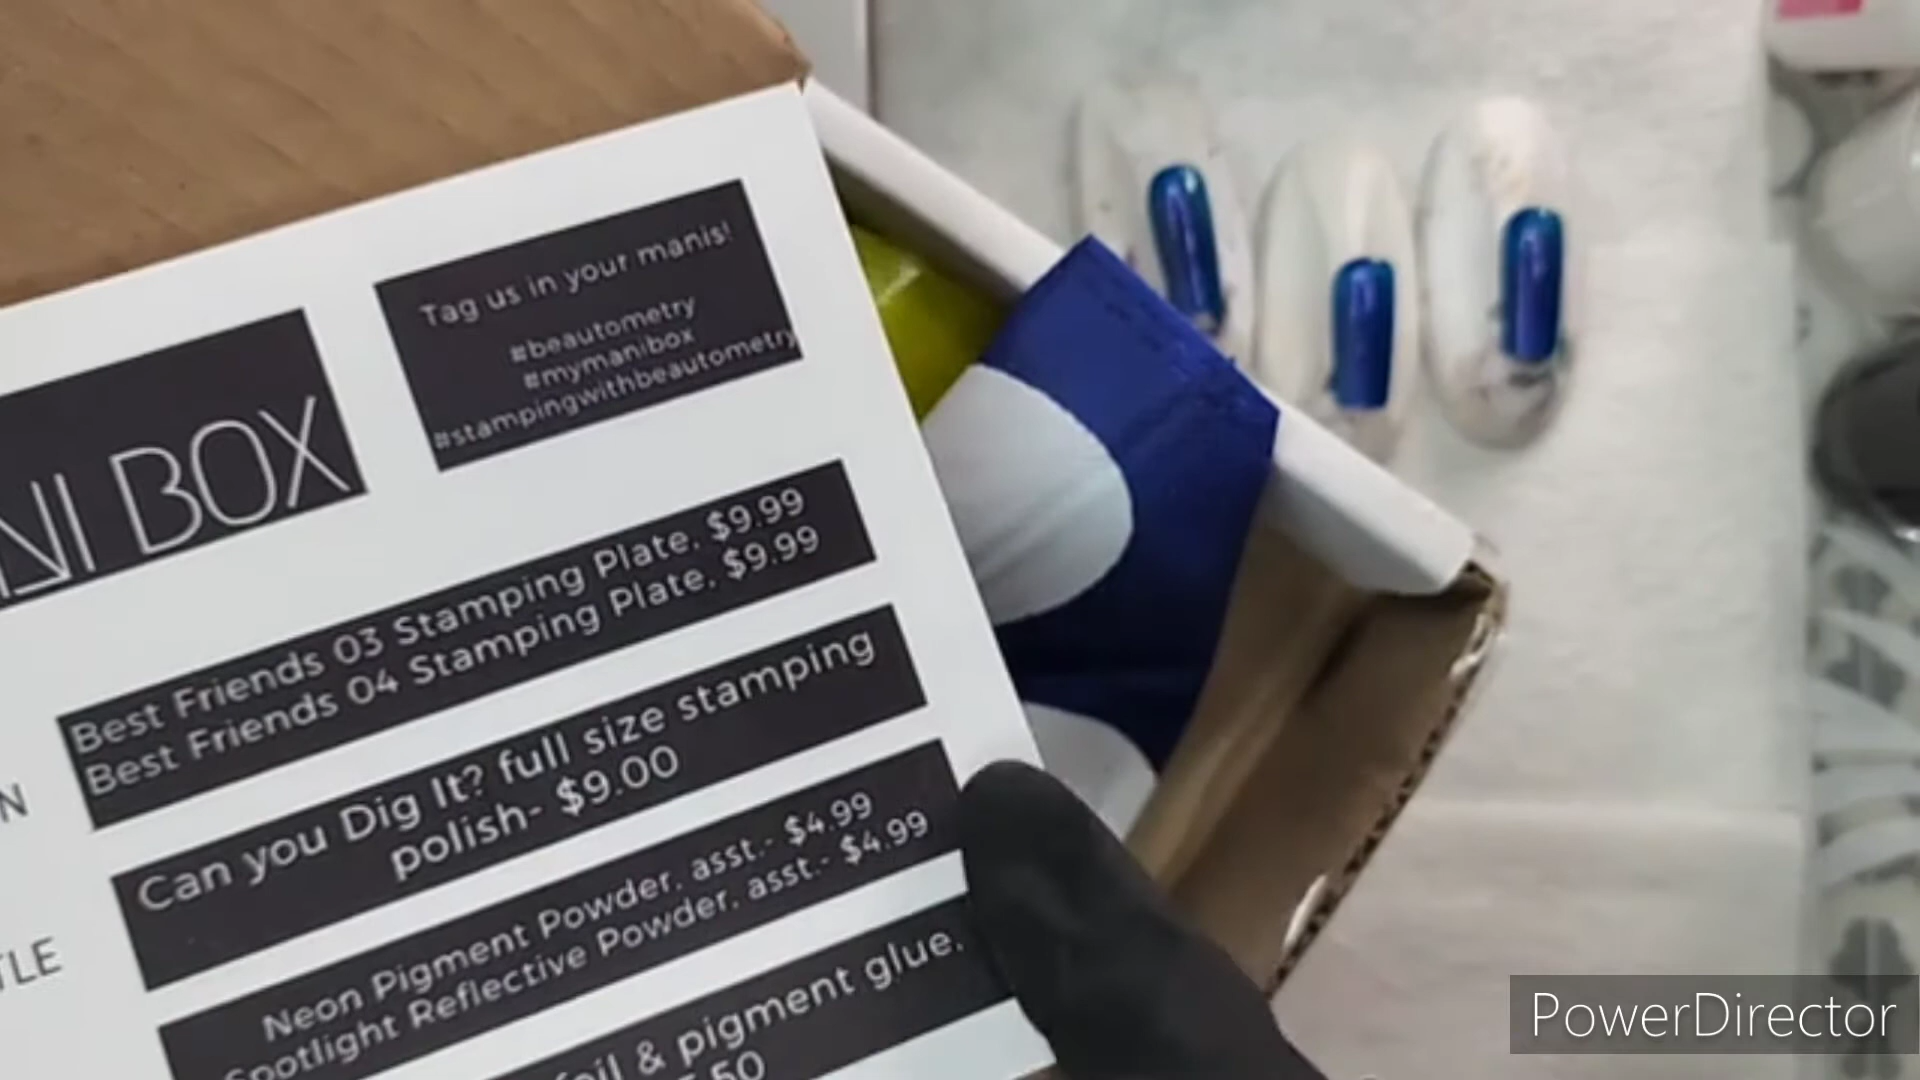 Tag us in your manis!
#beautometry
#mymanibox
#stampingwithbeautometry
NI BOX
Best Friends 03 Stamping Plate. $9.99
Best Friends 04 Stamping Plate. $9.99
N
Can you Dig It? full size stamping
polish- $9.00
TLE
Neon Pigment Powder, asst.- $4.99
Spotlight Reflective Powder, asst.- $4.99
foil & pigment glue.
.50
PowerDirector